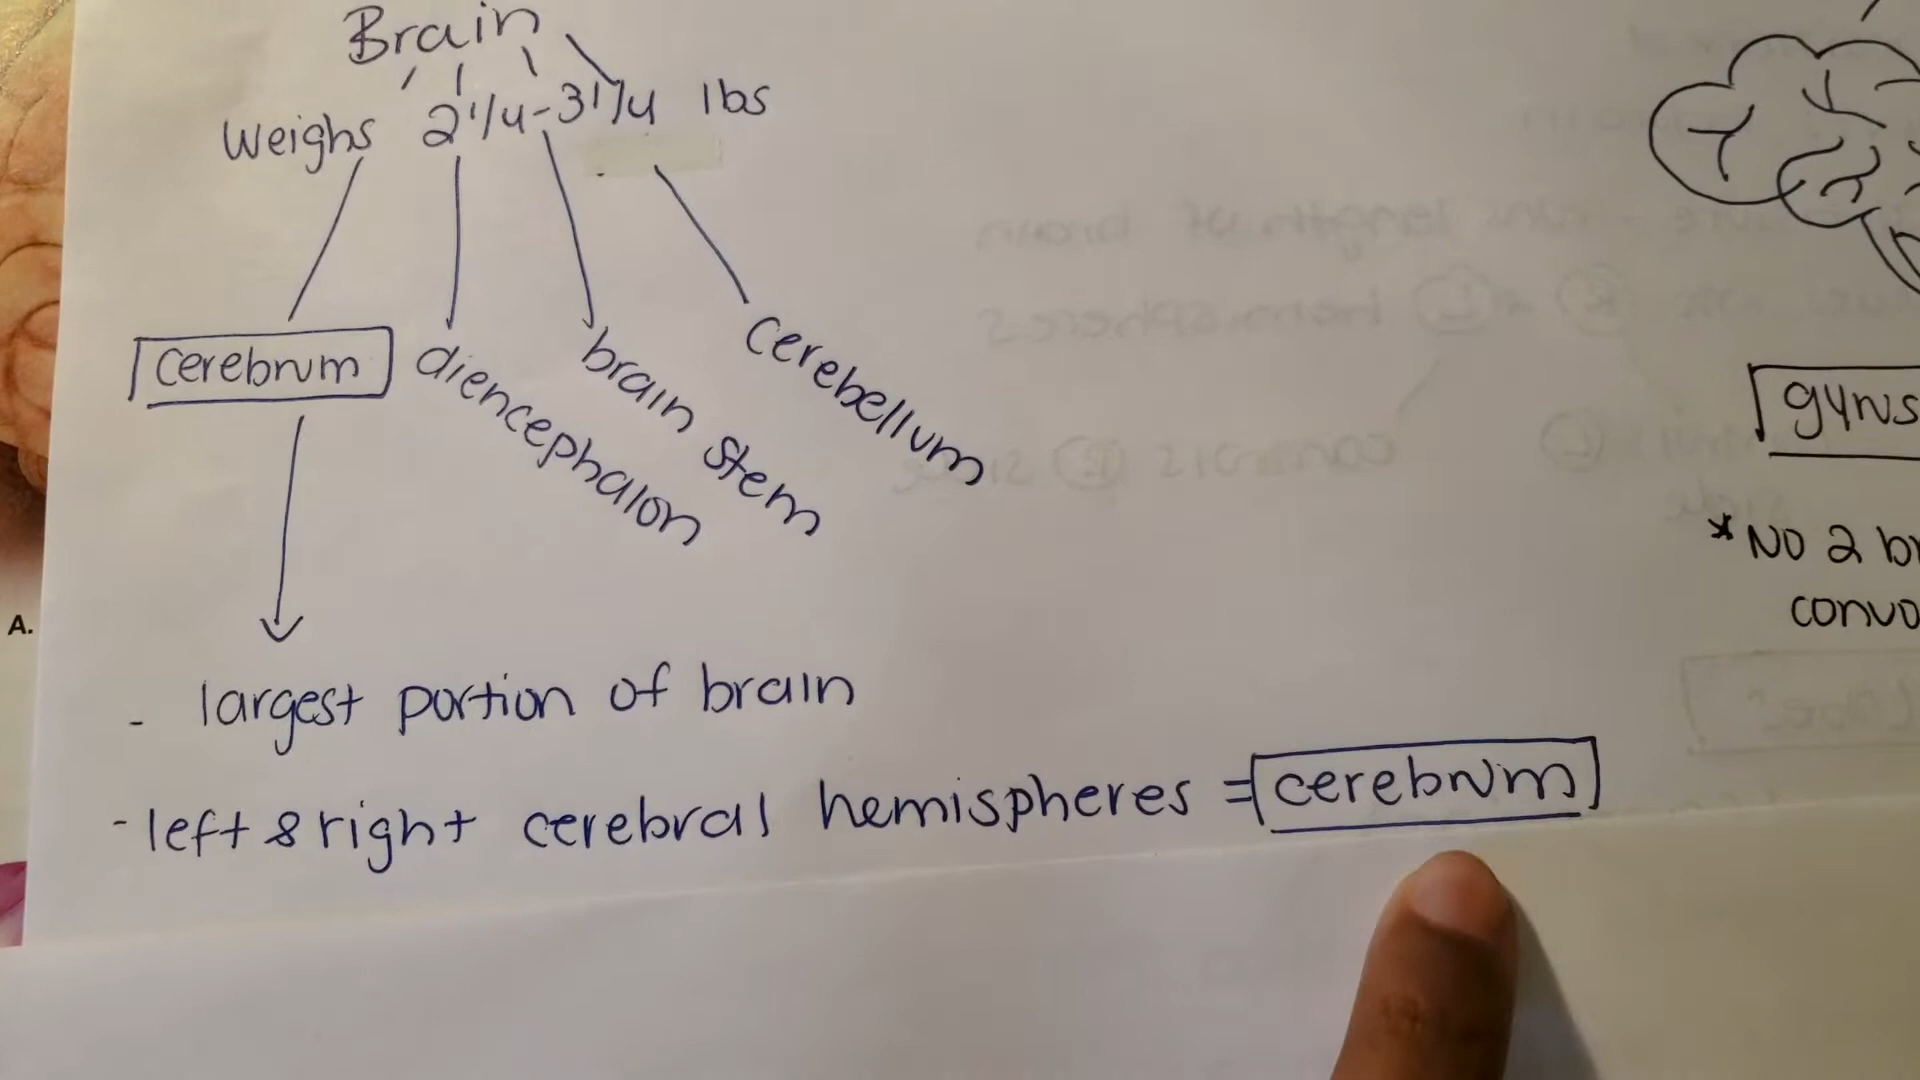 Brain
Weighs 2 1/4-3 1/4 lbs
cerebrum
diencephalon
brain stem
cerebellum
A.
- largest portion of brain
- left & right cerebral hemispheres = cerebrum
gyrus
* NO 2 br
convo